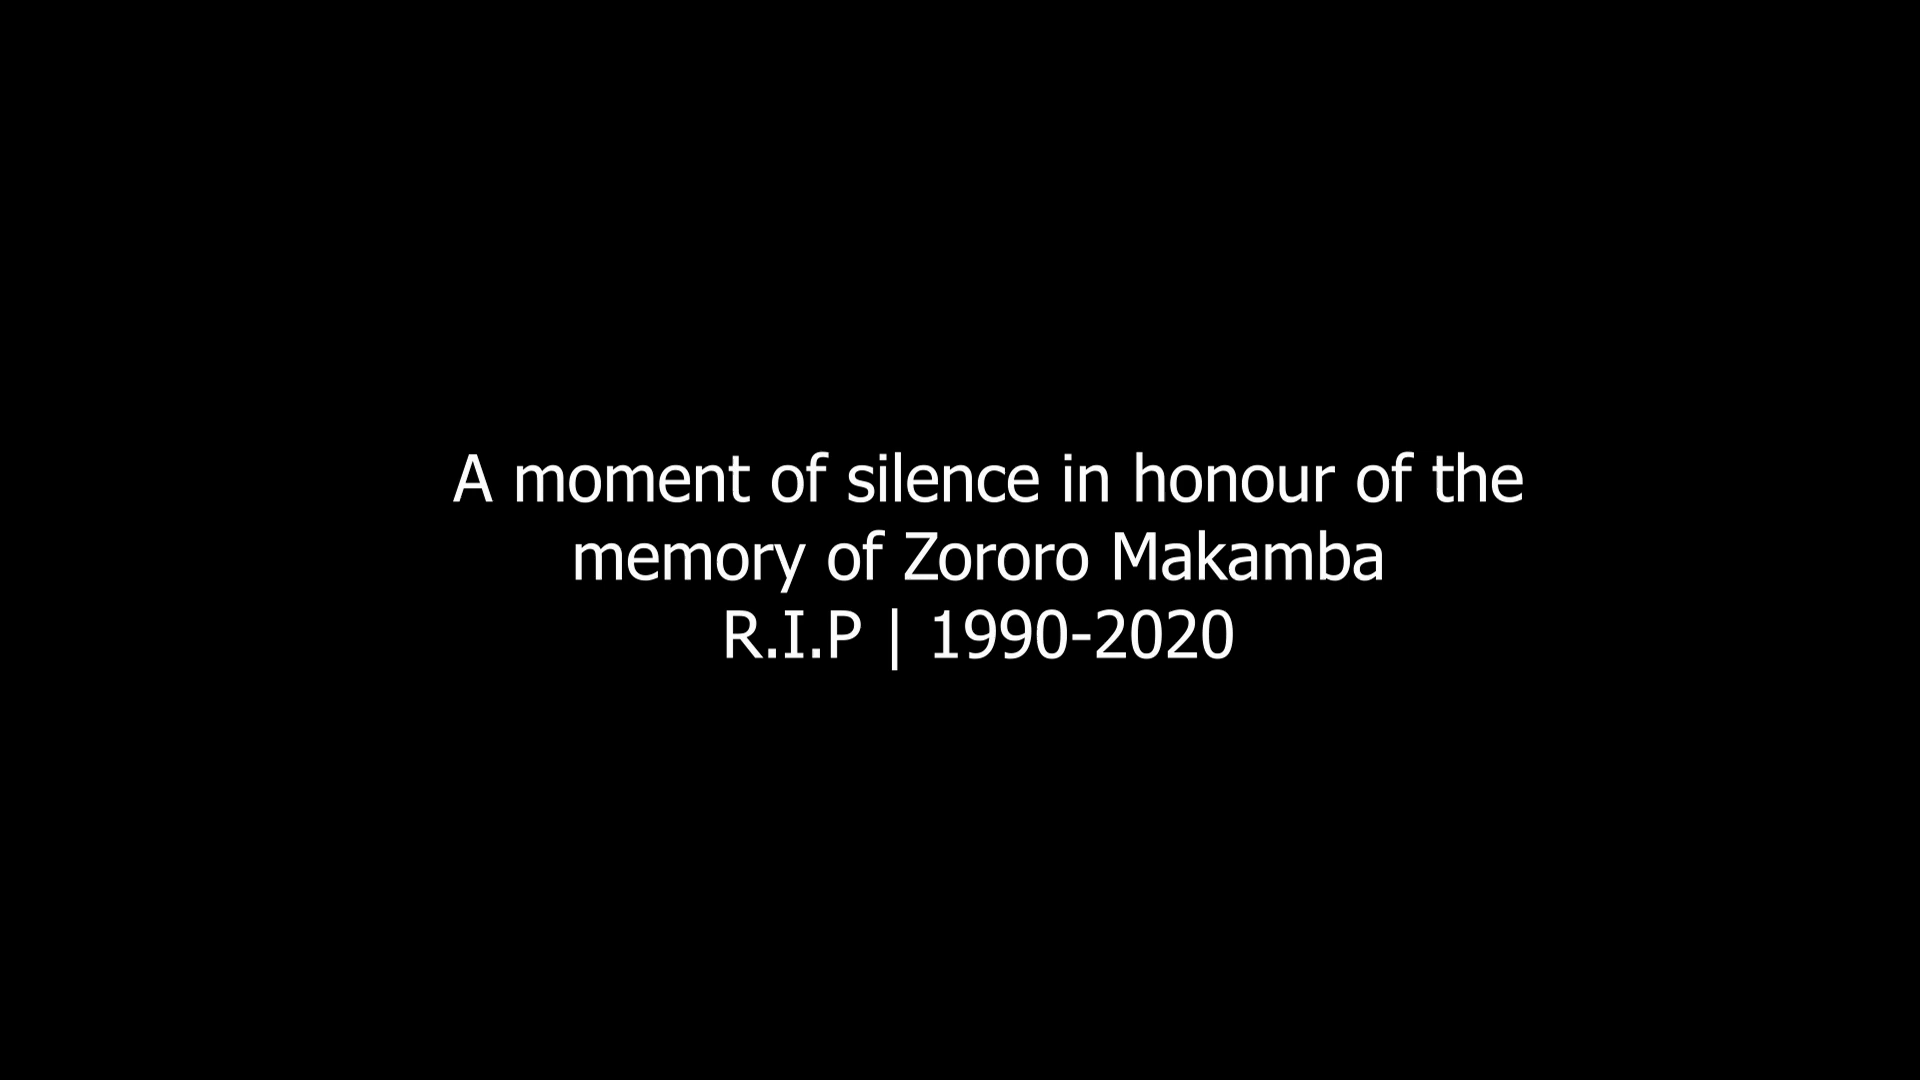 A moment of silence in honour of the
memory of Zororo Makamba
R.I.P | 1990-2020